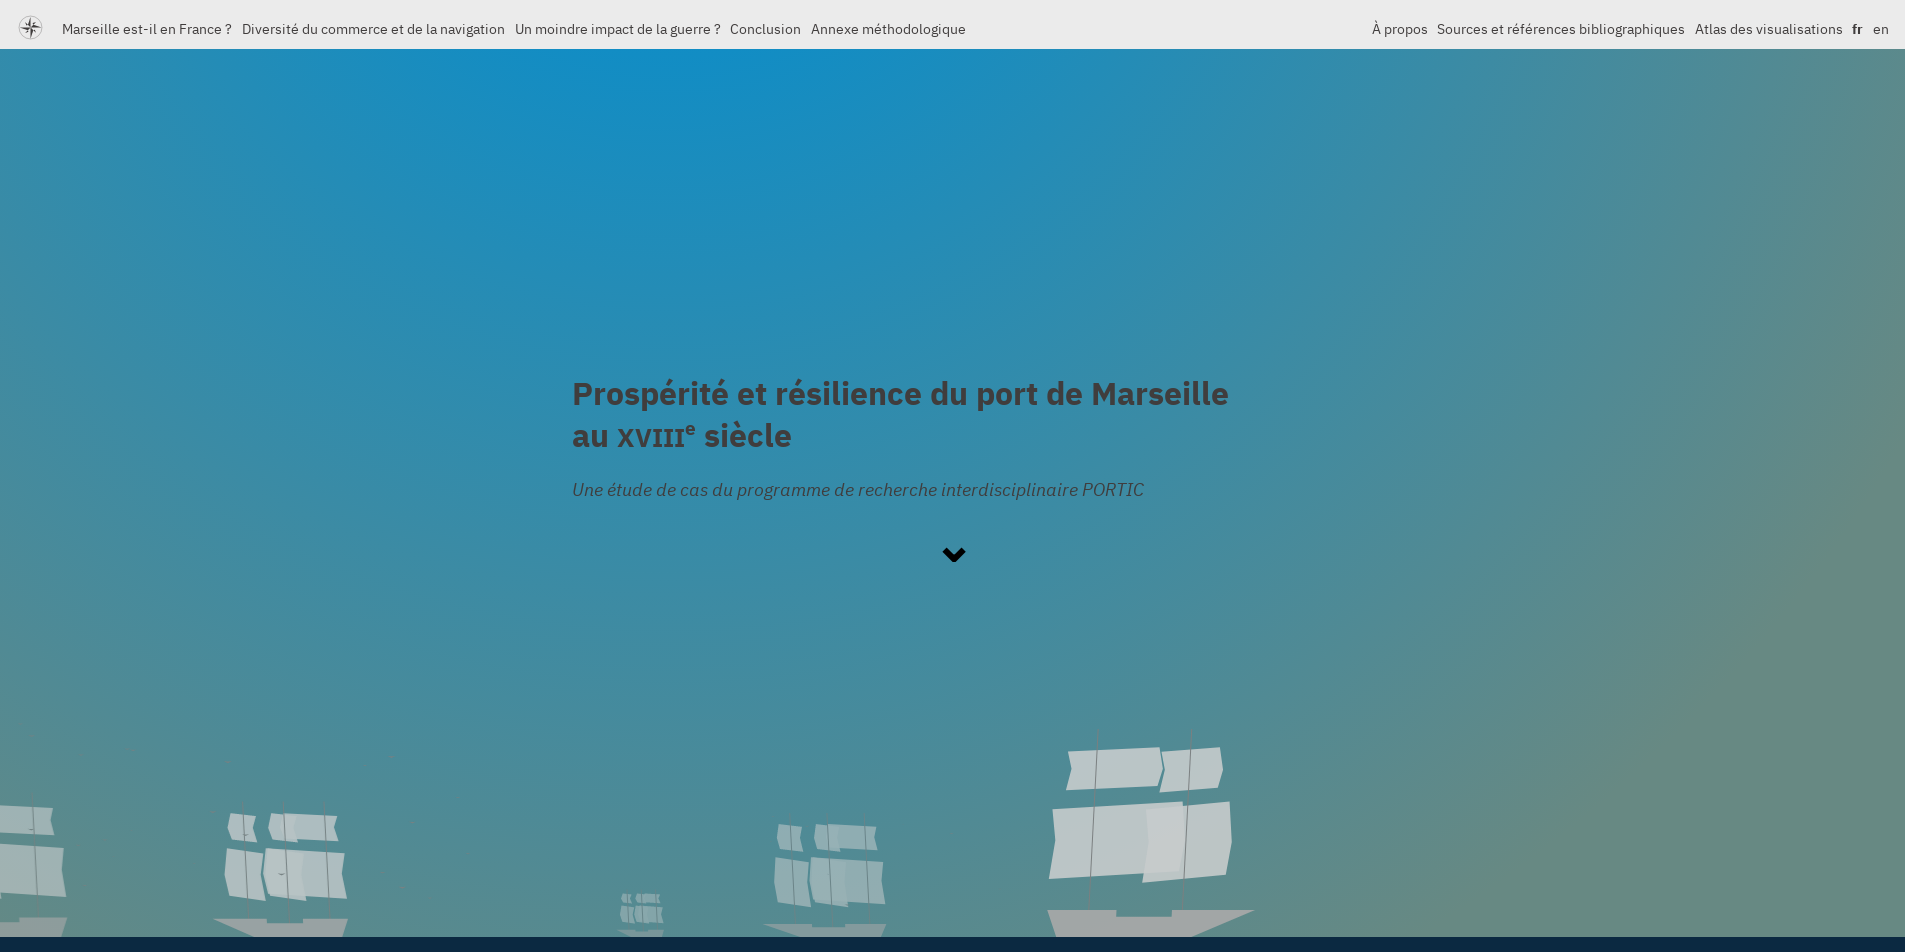 Marseille est-il en France ? Diversité du commerce et de la navigation Un moindre impact de la guerre ? Conclusion Annexe méthodologique À propos Sources et références bibliographiques Atlas des visualisations fr en
Prospérité et résilience du port de Marseille
au XVIIIe siècle
Une étude de cas du programme de recherche interdisciplinaire PORTIC